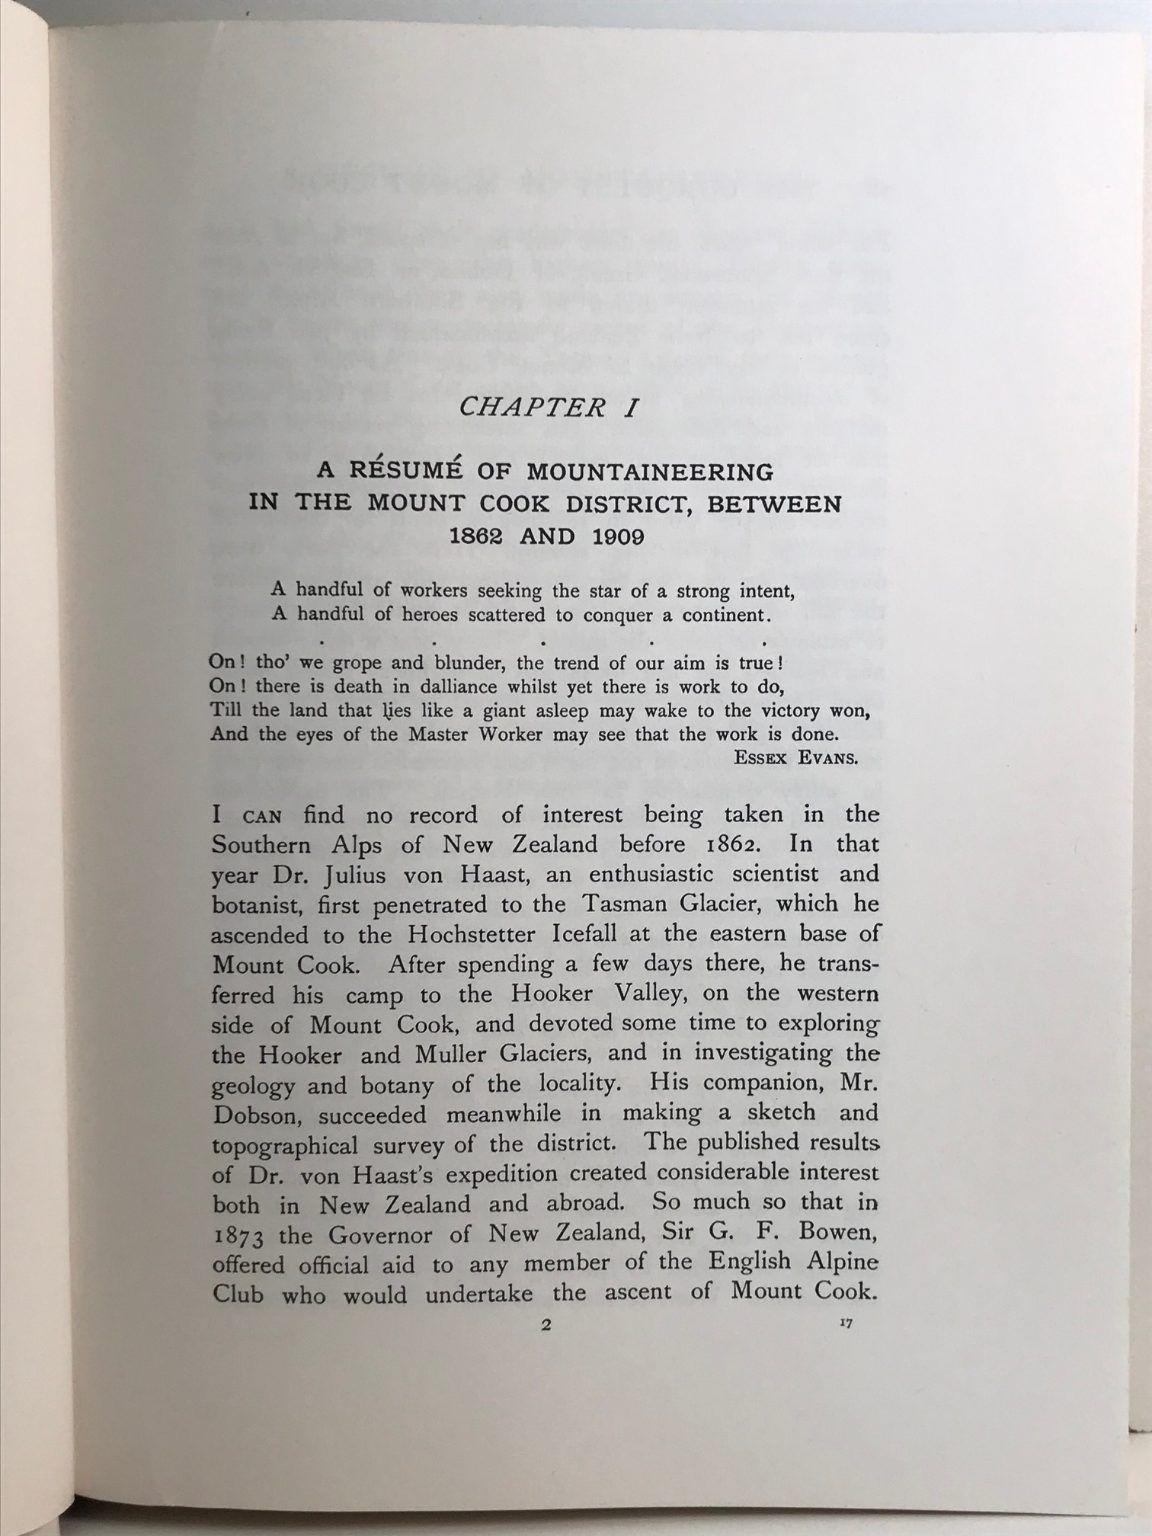 CHAPTER I
A RÉSUMÉ OF MOUNTAINEERING
IN THE MOUNT COOK DISTRICT, BETWEEN
1862 AND 1909
A handful of workers seeking the star of a strong intent,
A handful of heroes scattered to conquer a continent.
. . . . .
On! tho' we grope and blunder, the trend of our aim is true!
On! there is death in dalliance whilst yet there is work to do,
Till the land that lies like a giant asleep may wake to the victory won,
And the eyes of the Master Worker may see that the work is done.
ESSEX EVANS.
I CAN find no record of interest being taken in the
Southern Alps of New Zealand before 1862. In that
year Dr. Julius von Haast, an enthusiastic scientist and
botanist, first penetrated to the Tasman Glacier, which he
ascended to the Hochstetter Icefall at the eastern base of
Mount Cook. After spending a few days there, he trans-
ferred his camp to the Hooker Valley, on the western
side of Mount Cook, and devoted some time to exploring
the Hooker and Muller Glaciers, and in investigating the
geology and botany of the locality. His companion, Mr.
Dobson, succeeded meanwhile in making a sketch and
topographical survey of the district. The published results
of Dr. von Haast's expedition created considerable interest
both in New Zealand and abroad. So much so that in
1873 the Governor of New Zealand, Sir G. F. Bowen,
offered official aid to any member of the English Alpine
Club who would undertake the ascent of Mount Cook.
2 17